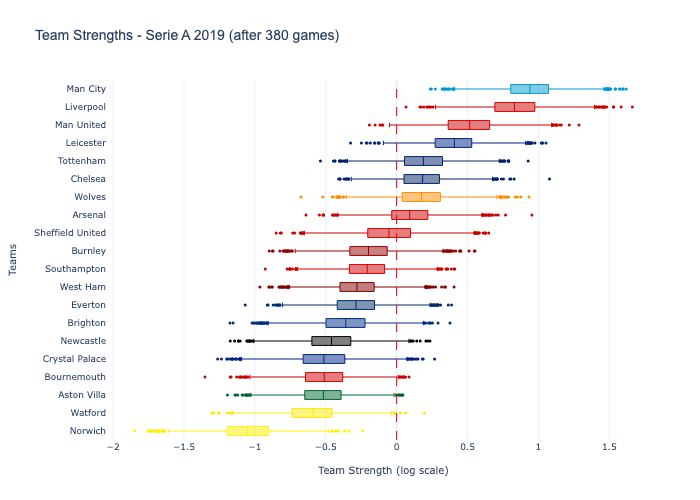 Team Strengths - Serie A 2019 (after 380 games)
Man City
Liverpool
Man United
Leicester
Tottenham
Chelsea
Wolves
Arsenal
Sheffield United
Burnley
Southampton
West Ham
Everton
Brighton
Newcastle
Crystal Palace
Bournemouth
Aston Villa
Watford
Norwich
Teams
−2 −1.5 −1 −0.5 0 0.5 1 1.5
Team Strength (log scale)